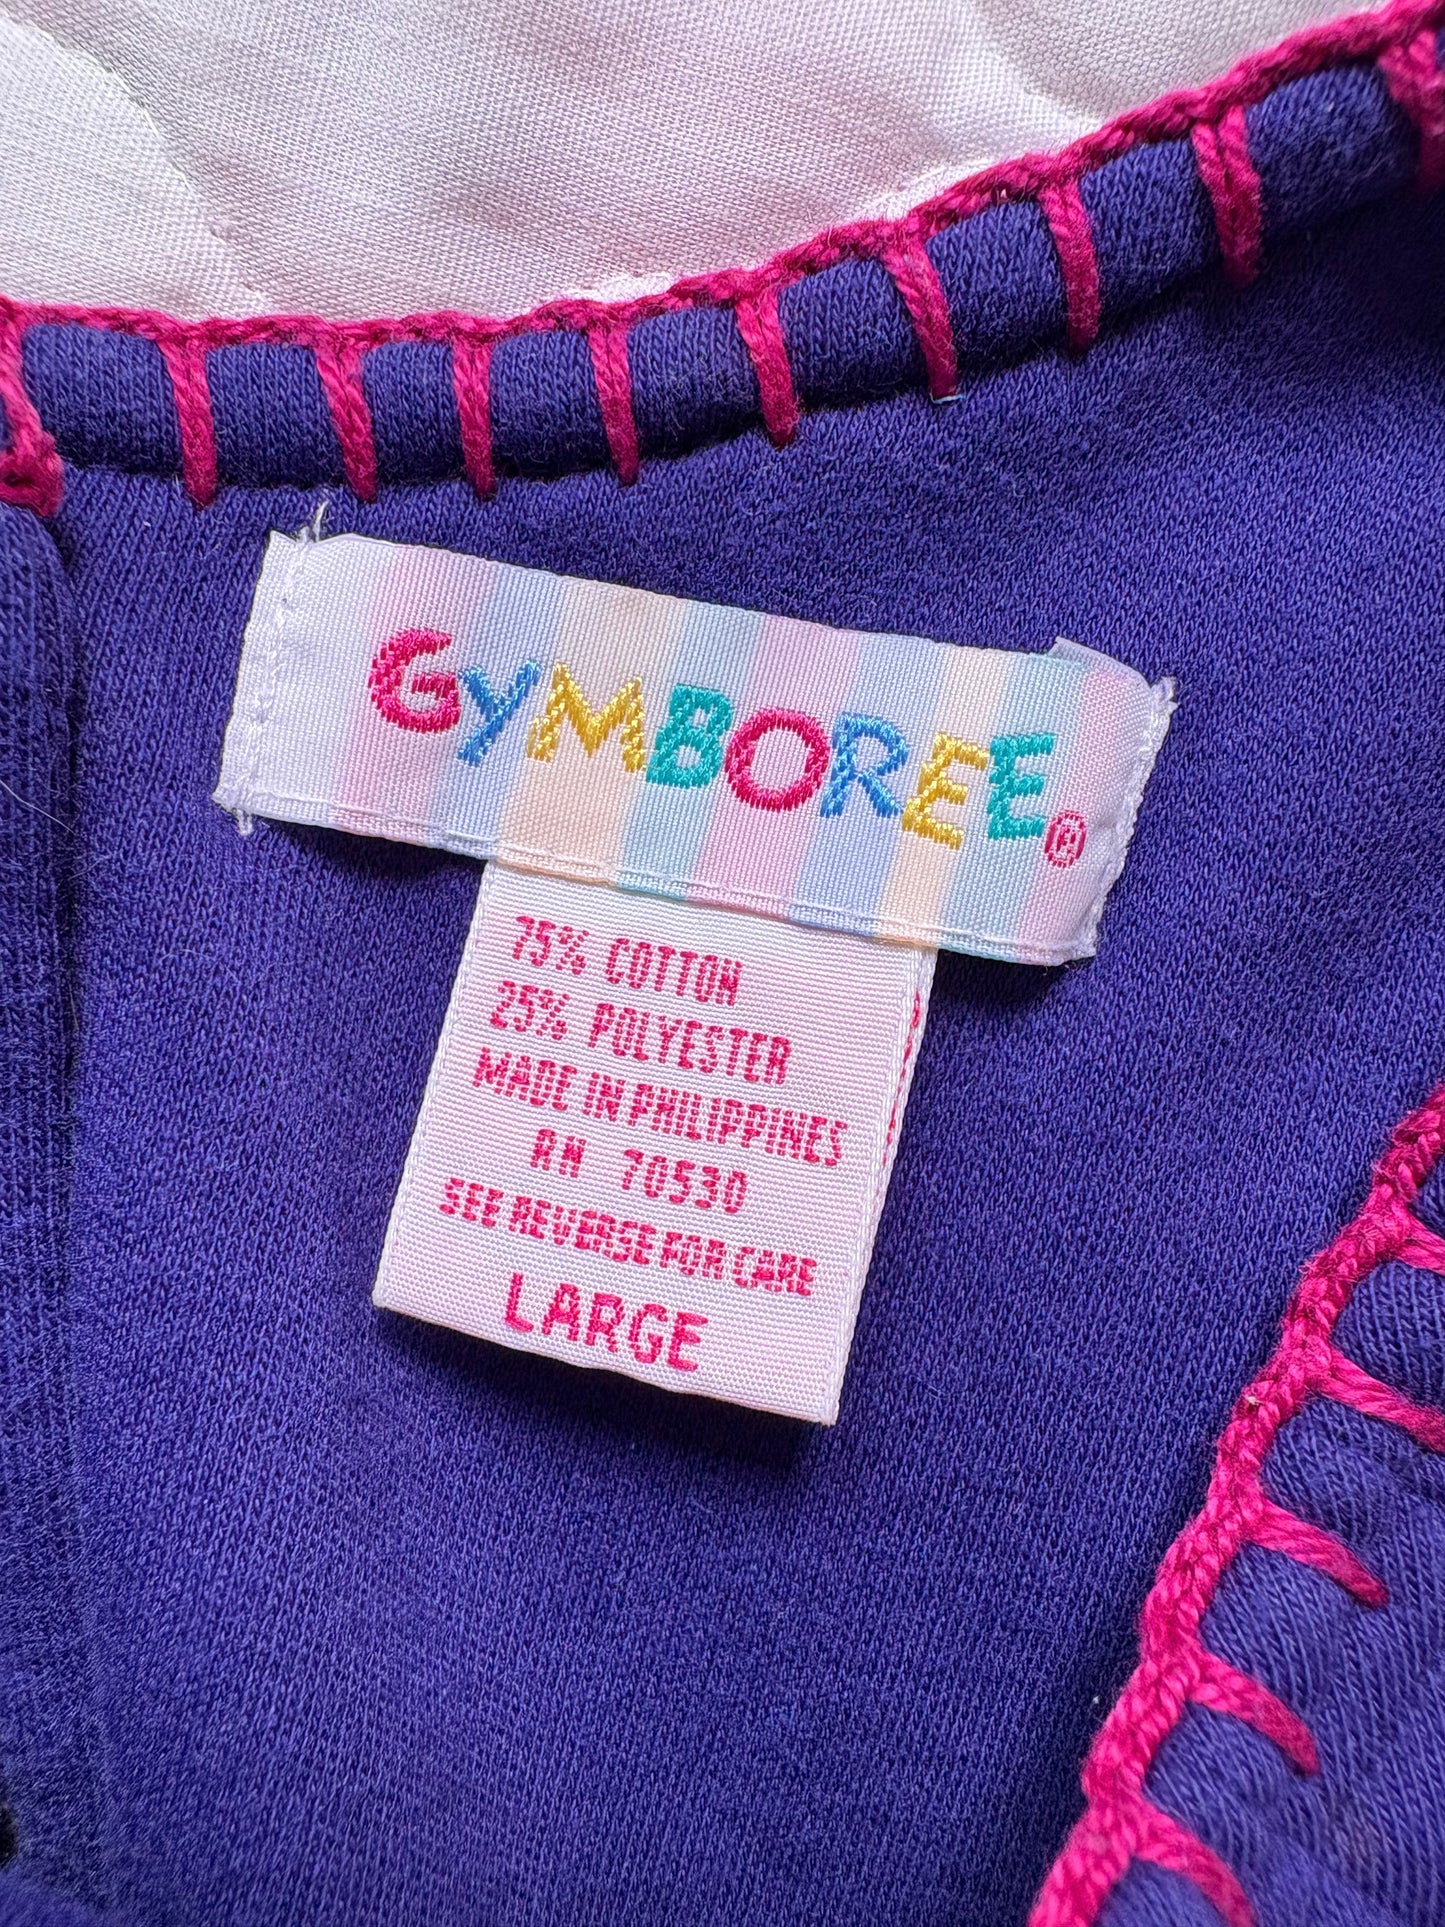 GYMBOREE®
75% COTTON
25% POLYESTER
MADE IN PHILIPPINES
RN 70530
SEE REVERSE FOR CARE
LARGE